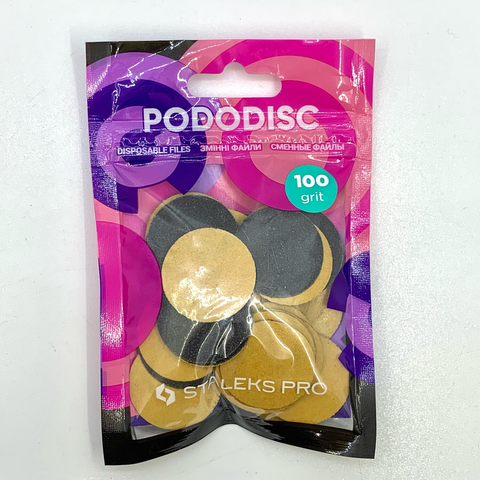 PODODISC
DISPOSABLE FILES ЗМІННІ ФАЙЛИ СМЕННЫЕ ФАЙЛЫ
100
grit
STALEKS PRO